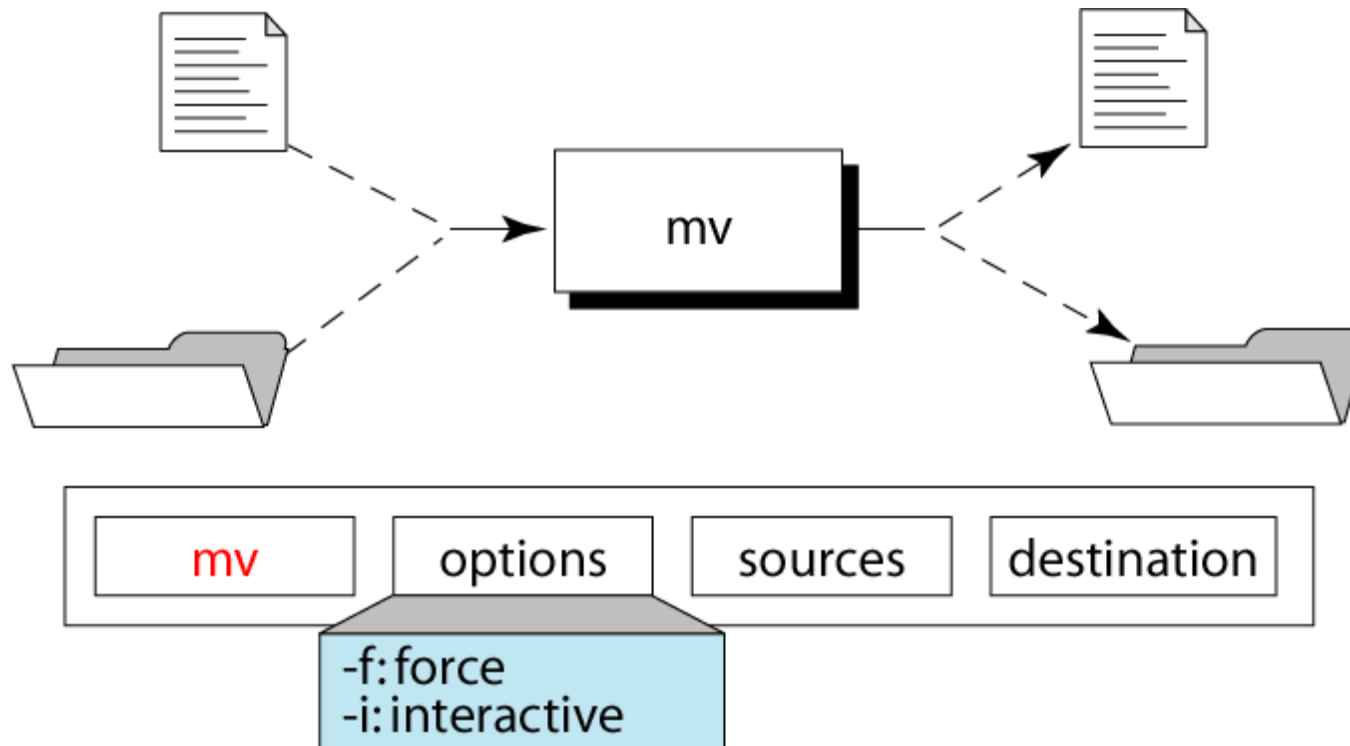 mv
mv options sources destination
-f: force
-i: interactive